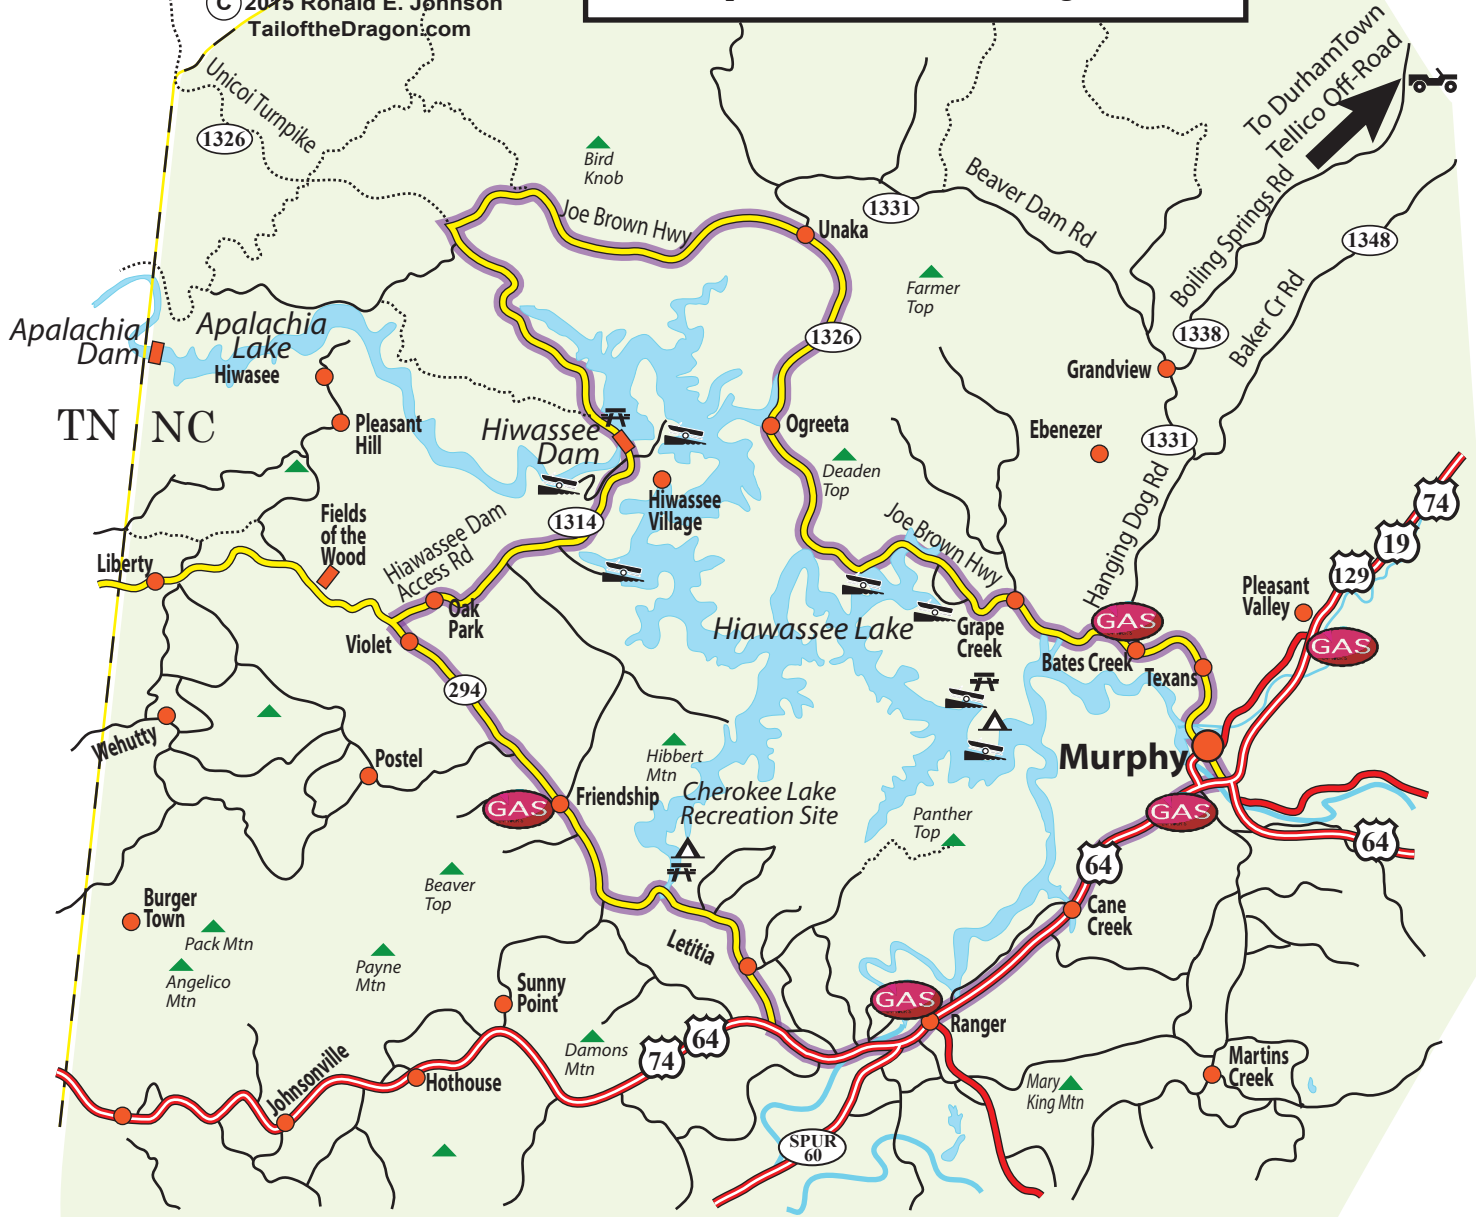 C 2015 Ronald E. Johnson
TailoftheDragon.com
To DurhamTown
Tellico Off-Road
Unicoi Turnpike
1326
Bird
Knob
Joe Brown Hwy
Unaka
1331
Beaver Dam Rd
Boiling Springs Rd
1348
Farmer
Top
1326
1338
Baker Cr Rd
Grandview
Apalachia
Dam
Apalachia
Lake
Hiwasee
TN
NC
Pleasant
Hill
Hiwassee
Dam
Ogreeta
Ebenezer
1331
Deaden
Top
Hiwassee
Village
1314
Fields
of the
Wood
Hiawassee Dam
Access Rd
Joe Brown Hwy
Hanging Dog Rd
74
19
129
Liberty
Oak
Park
Violet
Hiawassee Lake
Grape
Creek
GAS
Bates Creek
Texans
Pleasant
Valley
GAS
294
Wehutty
Postel
Hibbert
Mtn
Murphy
Friendship
GAS
Cherokee Lake
Recreation Site
Panther
Top
GAS
64
64
Beaver
Top
Burger
Town
Pack Mtn
Angelico
Mtn
Payne
Mtn
Letitia
Cane
Creek
Sunny
Point
GAS
Ranger
64
74
Damons
Mtn
Johnsonville
Hothouse
Mary
King Mtn
Martins
Creek
SPUR
60